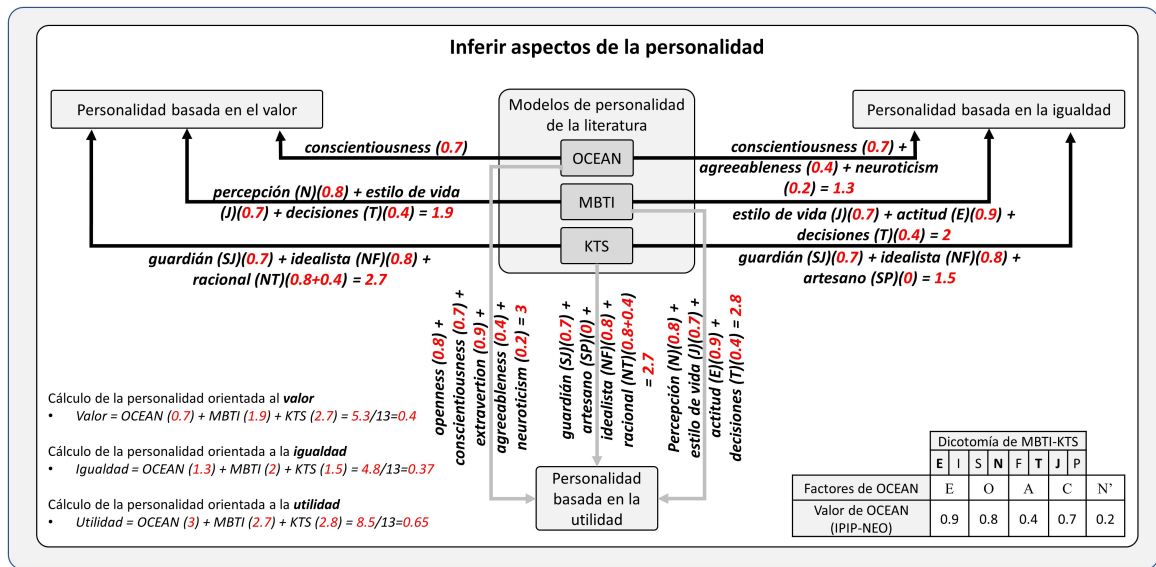 Inferir aspectos de la personalidad
Personalidad basada en el valor
Modelos de personalidad
de la literatura
Personalidad basada en la igualdad
OCEAN
MBTI
KTS
conscientiousness (0.7)
percepción (N)(0.8) + estilo de vida
(J)(0.7) + decisiones (T)(0.4) = 1.9
guardián (SJ)(0.7) + idealista (NF)(0.8) +
racional (NT)(0.8+0.4) = 2.7
conscientiousness (0.7) +
agreeableness (0.4) + neuroticism
(0.2) = 1.3
estilo de vida (J)(0.7) + actitud (E)(0.9) +
decisiones (T)(0.4) = 2
guardián (SJ)(0.7) + idealista (NF)(0.8) +
artesano (SP)(0) = 1.5
openness (0.8) +
conscientiousness (0.7) +
extravertion (0.9) +
agreeableness (0.4) +
neuroticism (0.2) = 3
guardián (SJ)(0.7) +
artesano (SP)(0) +
idealista (NF)(0.8) +
racional (NT)(0.8+0.4)
= 2.7
Percepción (N)(0.8) +
estilo de vida (J)(0.7) +
actitud (E)(0.9) +
decisiones (T)(0.4) = 2.8
Personalidad
basada en la
utilidad
Cálculo de la personalidad orientada al valor
• Valor = OCEAN (0.7) + MBTI (1.9) + KTS (2.7) = 5.3/13=0.4
Cálculo de la personalidad orientada a la igualdad
• Igualdad = OCEAN (1.3) + MBTI (2) + KTS (1.5) = 4.8/13=0.37
Cálculo de la personalidad orientada a la utilidad
• Utilidad = OCEAN (3) + MBTI (2.7) + KTS (2.8) = 8.5/13=0.65
Dicotomía de MBTI-KTS
E I S N F T J P
Factores de OCEAN E O A C N'
Valor de OCEAN
(IPIP-NEO) 0.9 0.8 0.4 0.7 0.2